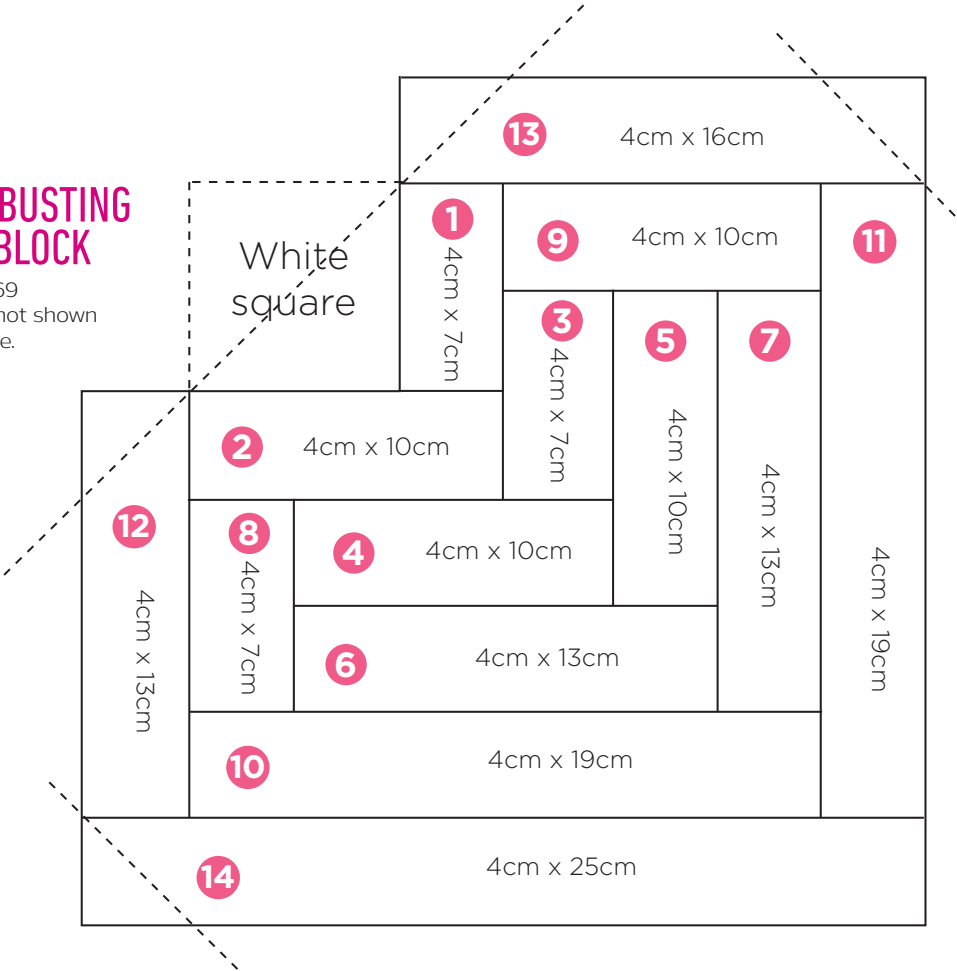 BUSTING
BLOCK
69
not shown
e.
White
square
13 4cm x 16cm
1 4cm x 7cm
9 4cm x 10cm
11 4cm x 19cm
3 4cm x 7cm
5 4cm x 10cm
7 4cm x 13cm
2 4cm x 10cm
12 4cm x 13cm
8 4cm x 7cm
4 4cm x 10cm
6 4cm x 13cm
10 4cm x 19cm
14 4cm x 25cm